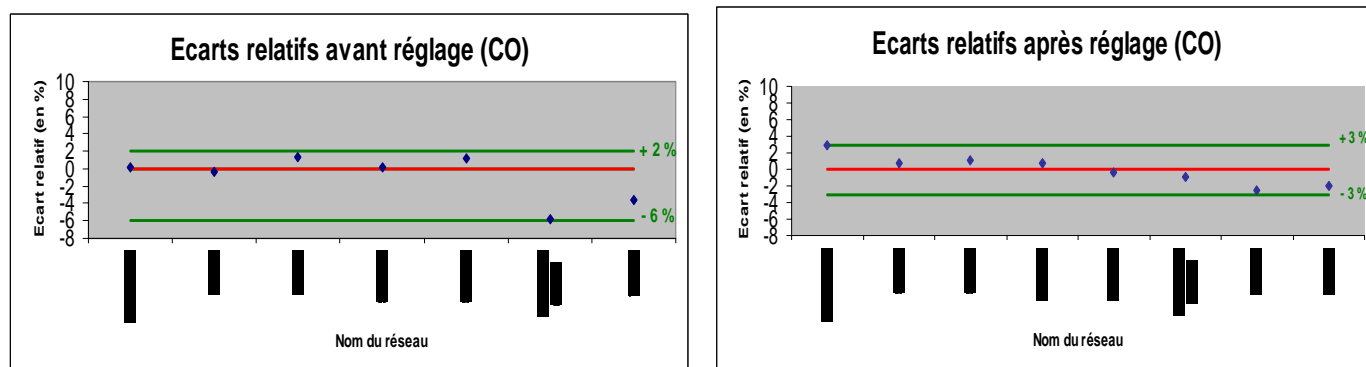 Ecarts relatifs avant réglage (CO)
Ecart relatif (en %)
10
8
6
4
2
0
-2
-4
-6
-8
+ 2 %
- 6 %
Nom du réseau
Ecarts relatifs après réglage (CO)
Ecart relatif (en %)
10
8
6
4
2
0
-2
-4
-6
-8
+ 3 %
- 3 %
Nom du réseau